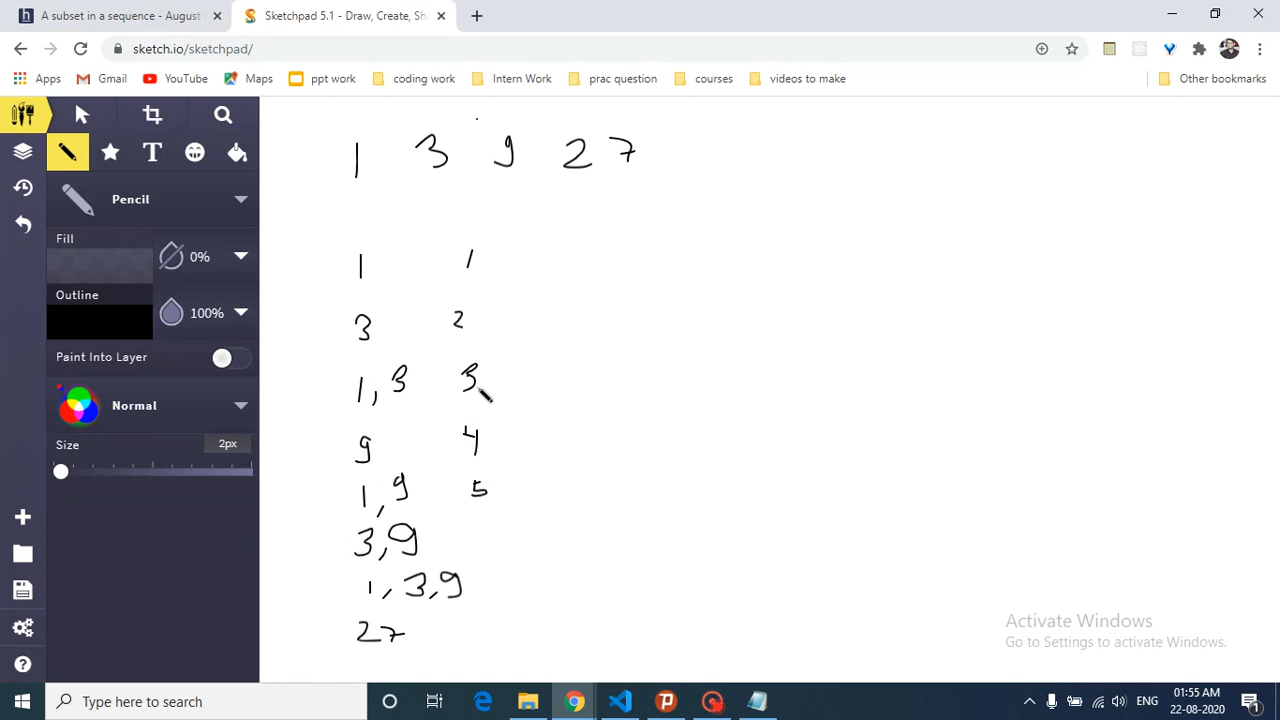 A subset in a sequence - August
Sketchpad 5.1 - Draw, Create, Sha
sketch.io/sketchpad/
Apps Gmail YouTube Maps ppt work coding work Intern Work prac question courses videos to make Other bookmarks
Pencil
Fill
0%
Outline
100%
Paint Into Layer
Normal
Size 2px
1 3 9 27
1 1
3 2
1, 3 3
9 4
1, 9 5
3, 9
1, 3, 9
27
Activate Windows
Go to Settings to activate Windows.
Type here to search
ENG
01:55 AM
22-08-2020